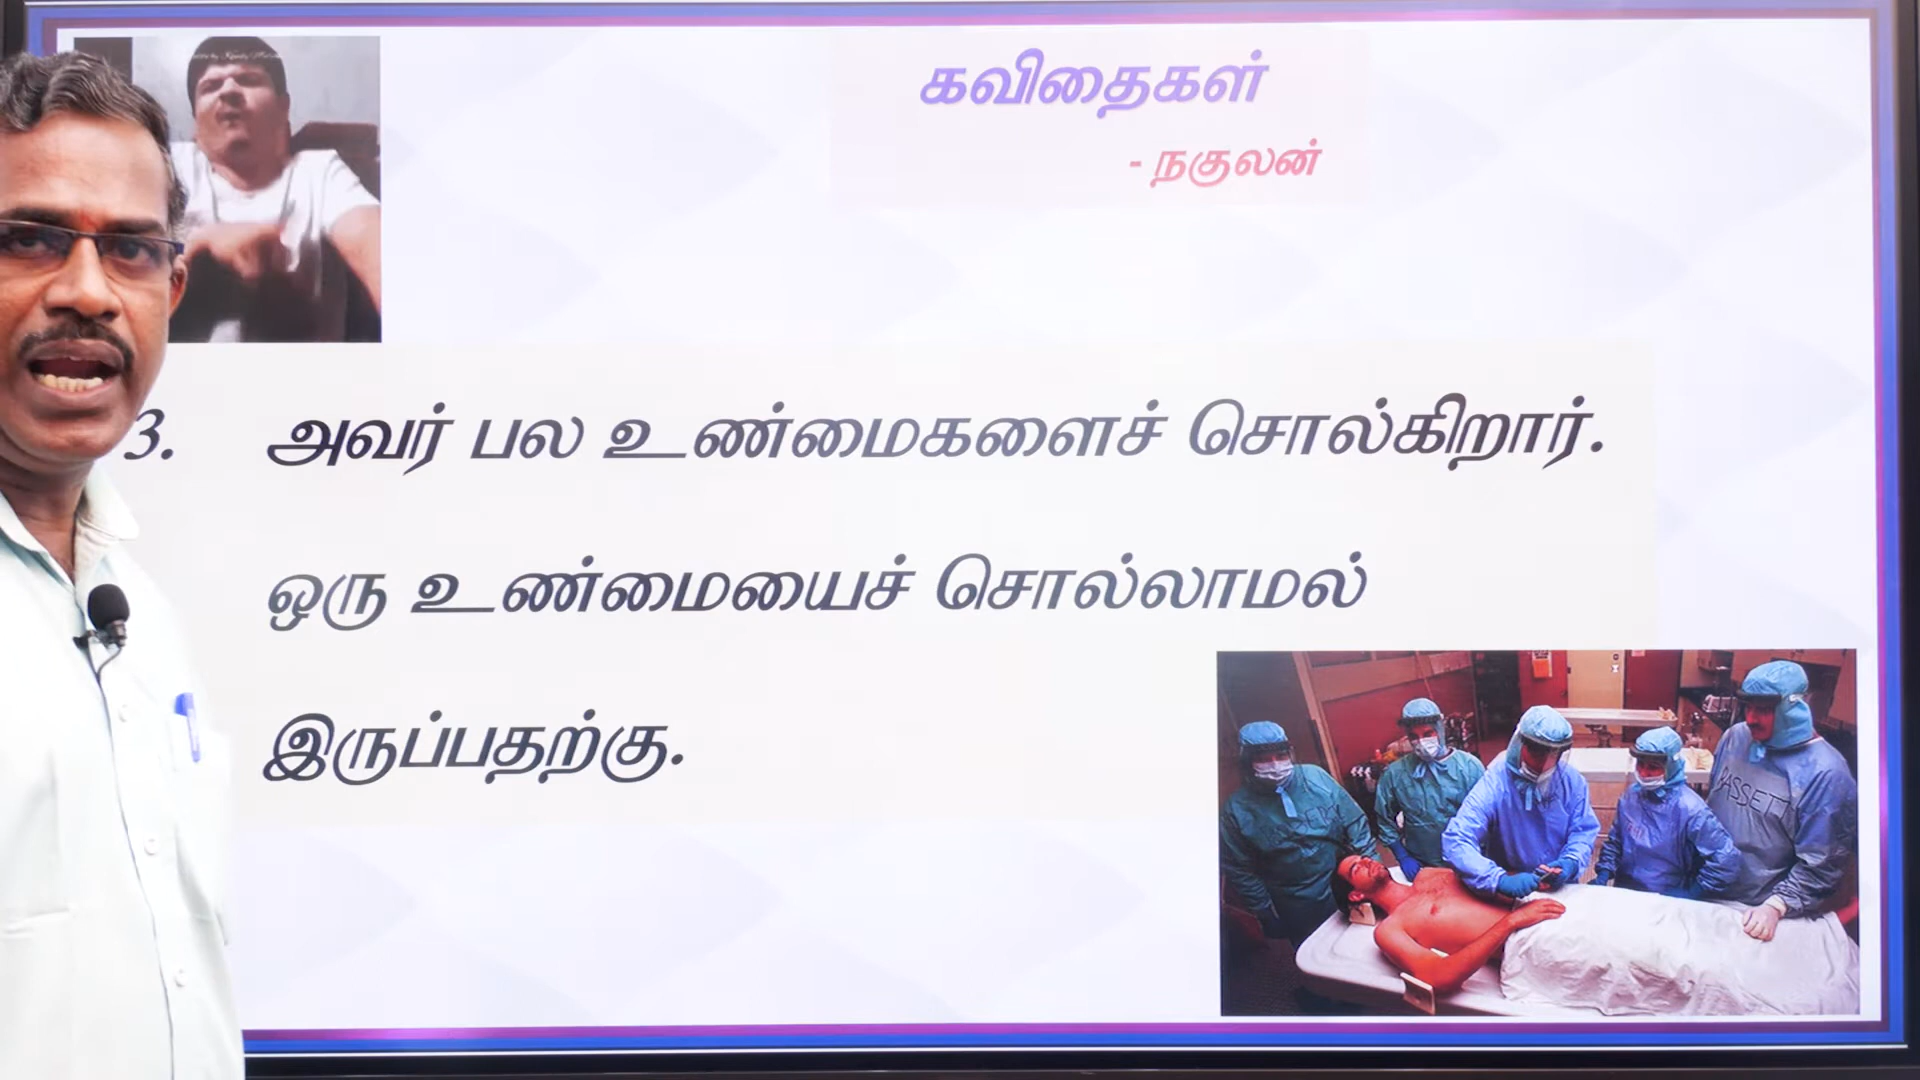 கவிதைகள்
- நகுலன்
3. அவர் பல உண்மைகளைச் சொல்கிறார்.
ஒரு உண்மையைச் சொல்லாமல்
இருப்பதற்கு.